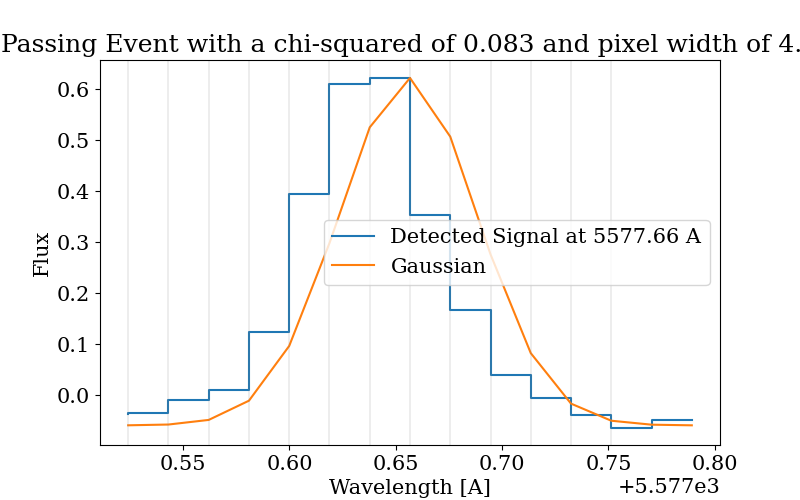 Passing Event with a chi-squared of 0.083 and pixel width of 4.
Flux
0.6
0.5
0.4
0.3
0.2
0.1
0.0
Detected Signal at 5577.66 A
Gaussian
0.55 0.60 0.65 0.70 0.75 0.80
Wavelength [A]
+5.577e3